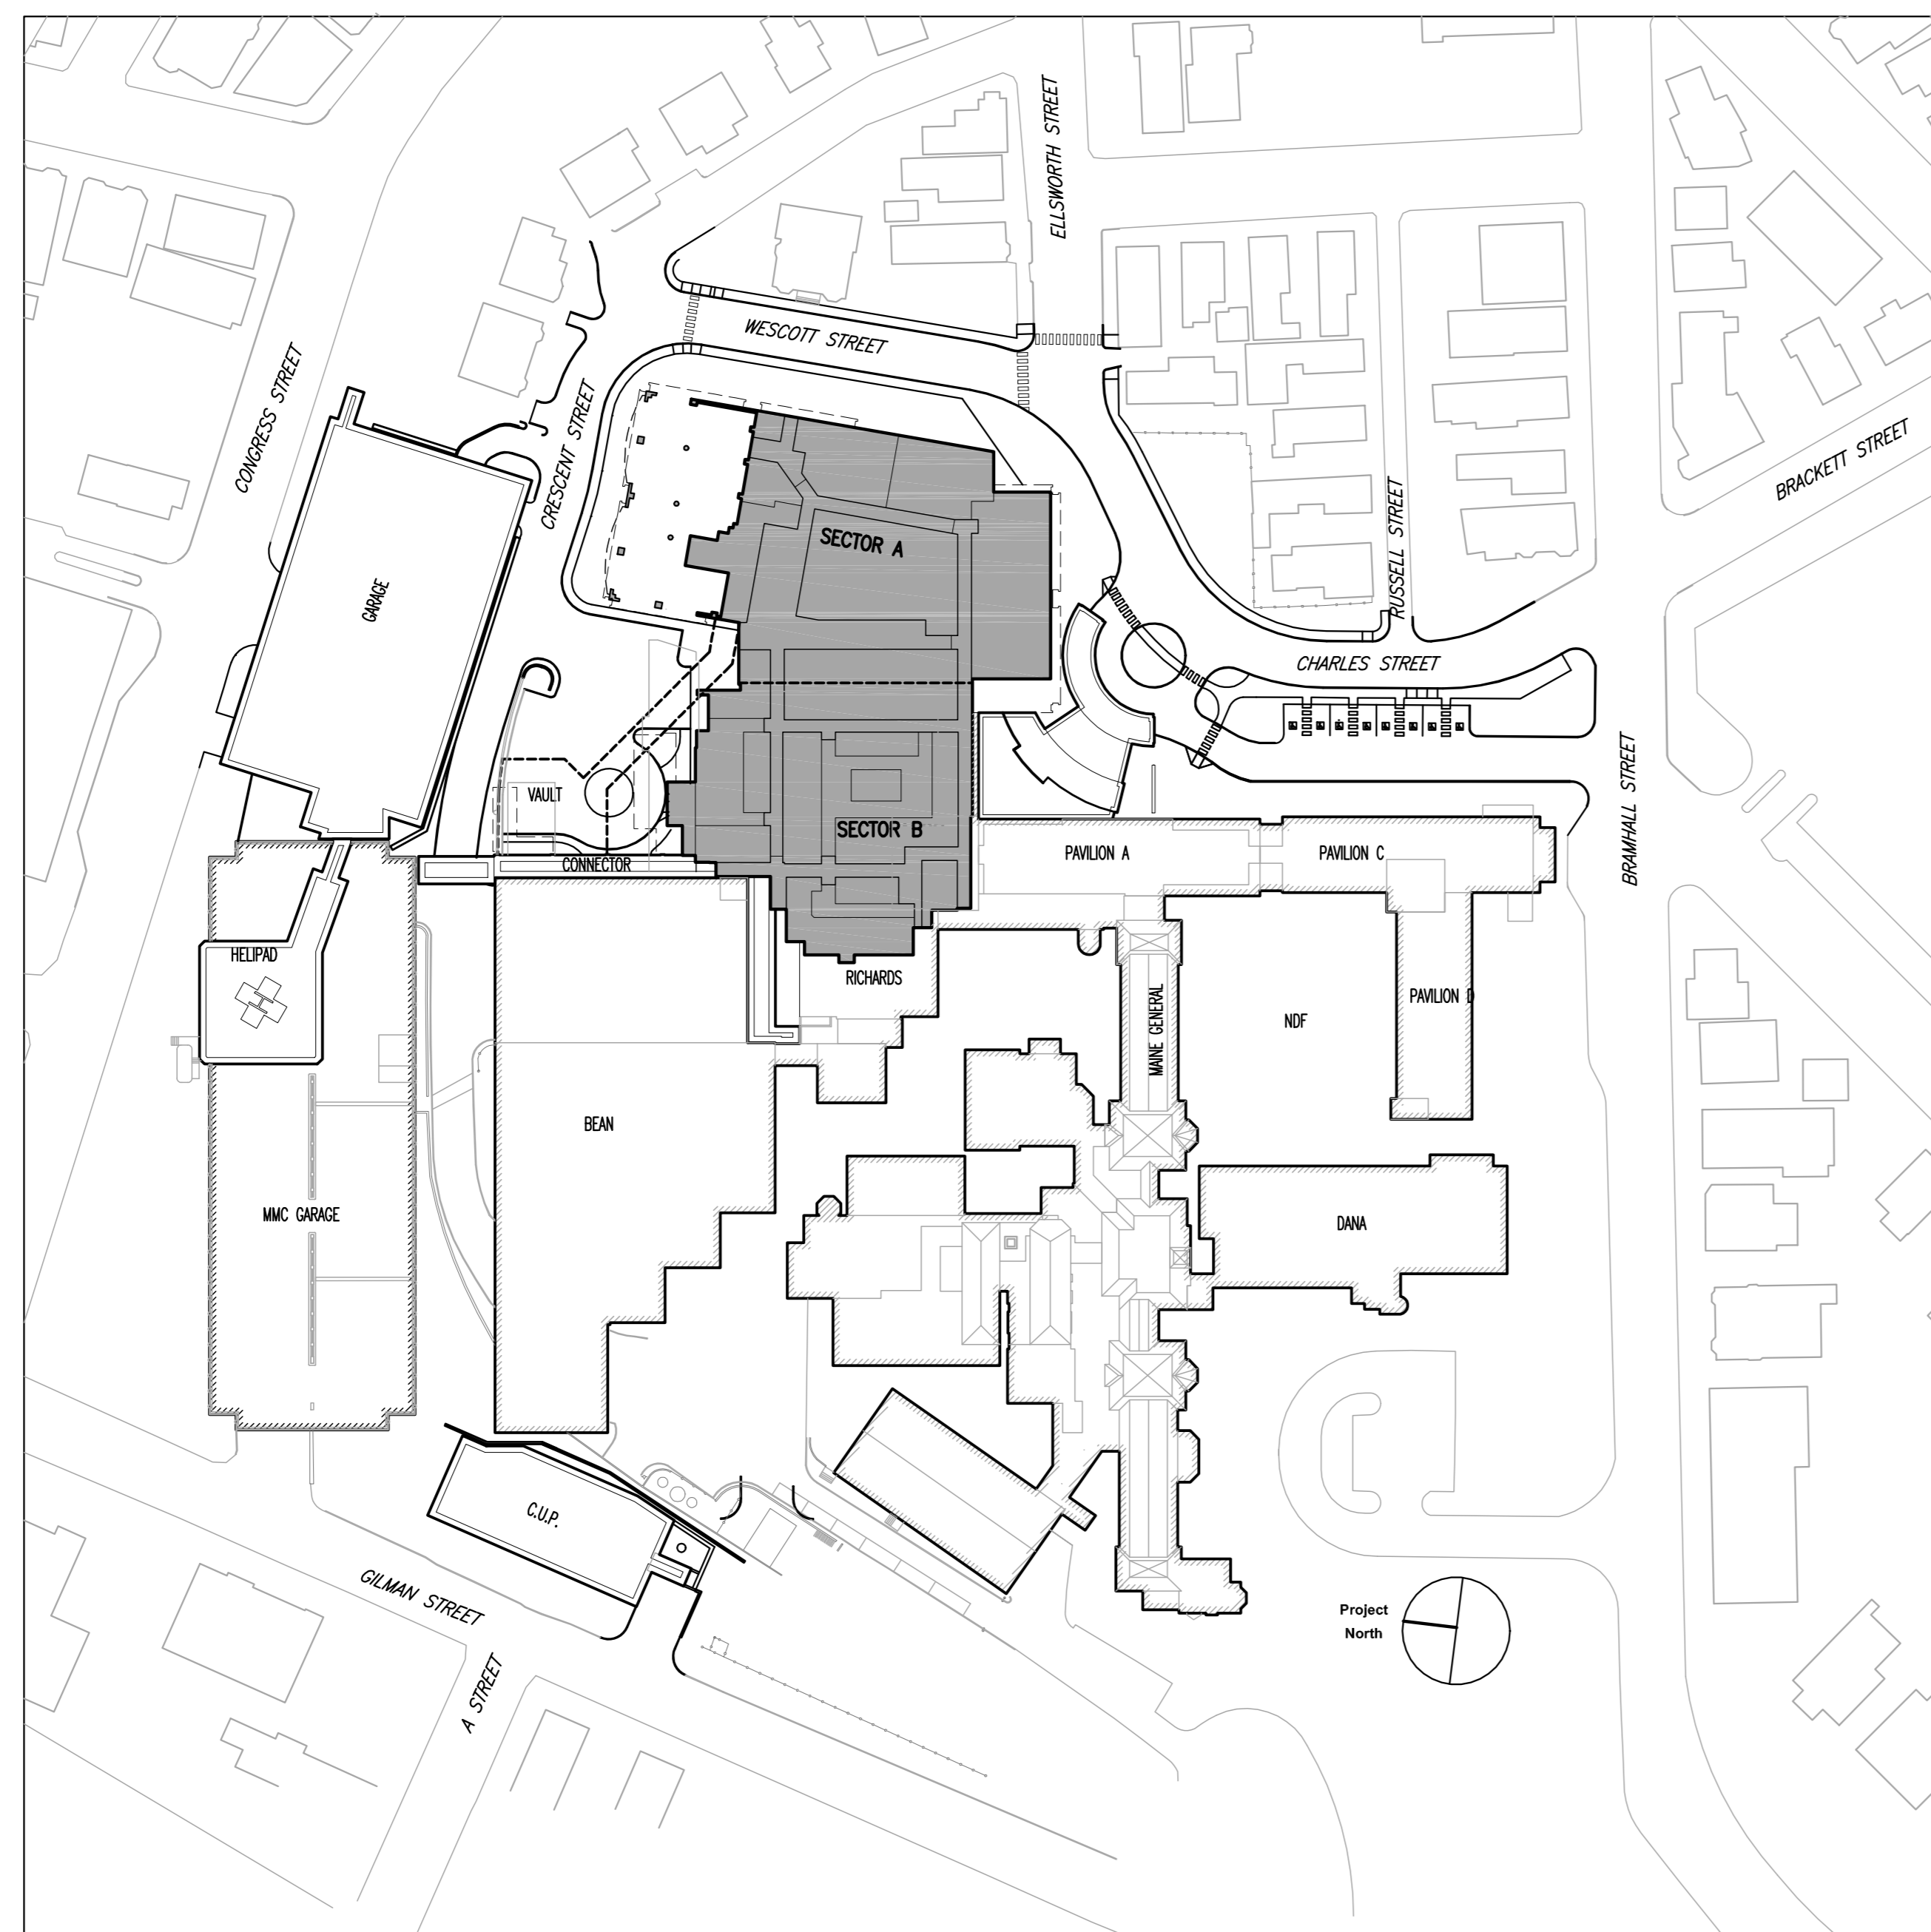 ELLSWORTH STREET
WESCOTT STREET
CONGRESS STREET
CRESCENT STREET
BRACKETT STREET
RUSSELL STREET
SECTOR A
GARAGE
CHARLES STREET
BRAMHALL STREET
VAULT
SECTOR B
CONNECTOR
PAVILION A
PAVILION C
HELIPAD
RICHARDS
MAINE GENERAL
NDF
PAVILION D
BEAN
MMC GARAGE
DANA
C.U.P.
GILMAN STREET
Project
North
A STREET